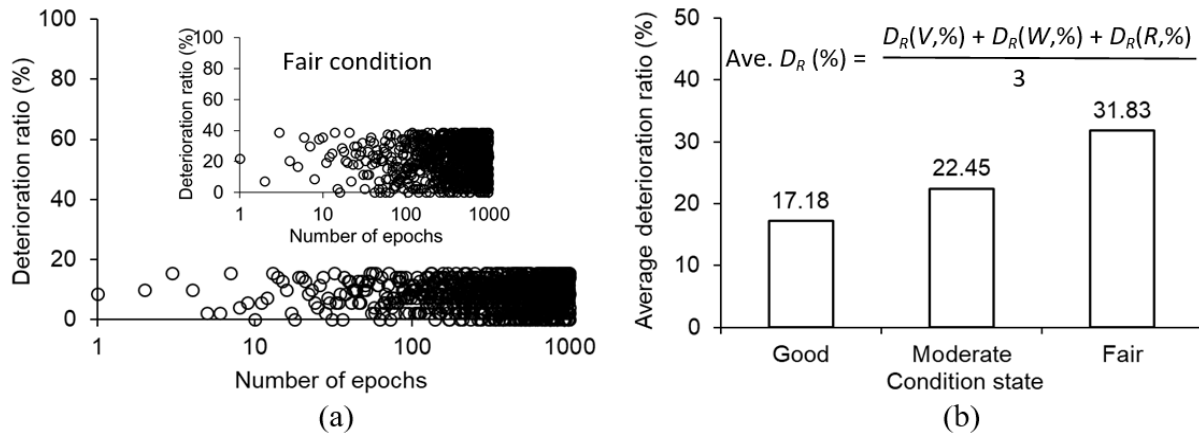 100
80
60
40
20
0
Deterioration ratio (%)
1
10
100
1000
Number of epochs
100
80
60
40
20
0
Deterioration ratio (%)
Fair condition
1
10
100
1000
Number of epochs
(a)
50
40
30
20
10
0
Average deterioration ratio (%)
Ave. D_R (%) = D_R(V,%) + D_R(W,%) + D_R(R,%)
3
17.18
22.45
31.83
Good
Moderate
Fair
Condition state
(b)